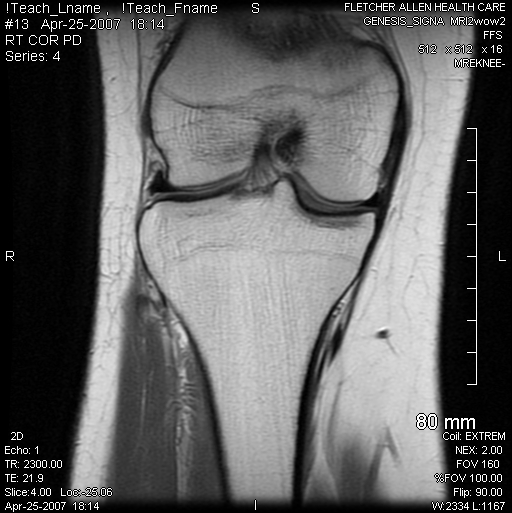 !Teach_Lname , !Teach_Fname
#13 Apr-25-2007 18:14
RT COR PD
Series: 4
S
FLETCHER ALLEN HEALTH CARE
GENESIS_SIGNA MRI2wow2
FFS
512 x 512 x 16
MREKNEE-
R
L
80 mm
2D
Echo: 1
TR: 2300.00
TE: 21.9
Slice:4.00 Loc:-25.06
Apr-25-2007 18:14
I
Coil: EXTREM
NEX: 2.00
FOV 160
%FOV 100.00
Flip: 90.00
W:2334 L:1167